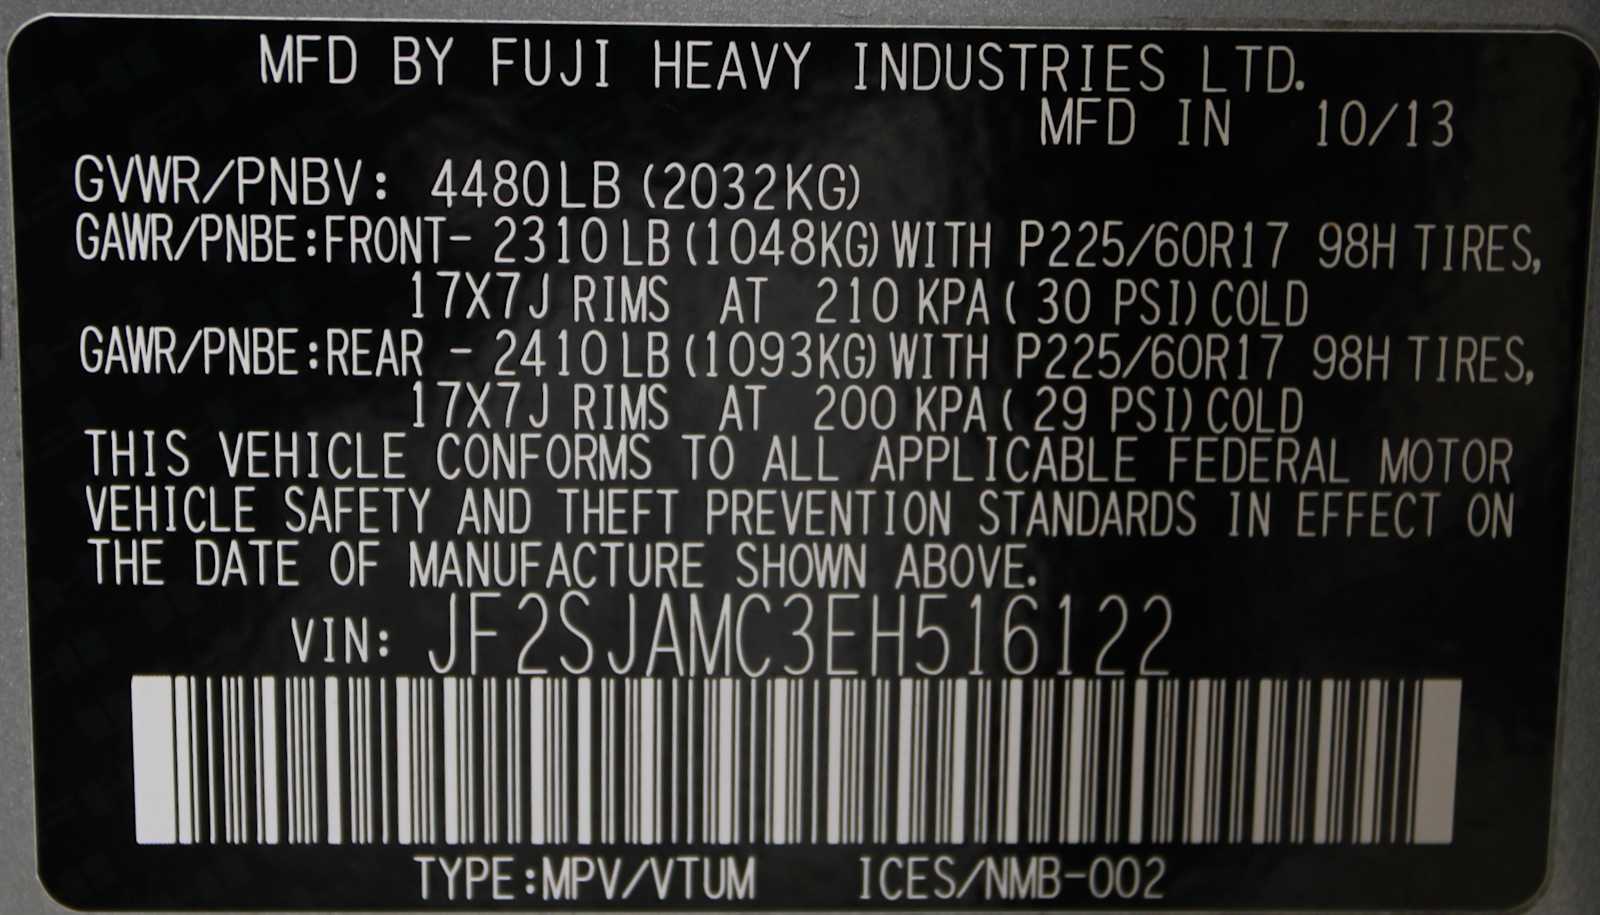 MFD BY FUJI HEAVY INDUSTRIES LTD.
MFD IN 10/13
GVWR/PNBV: 4480LB (2032KG)
GAWR/PNBE:FRONT- 2310LB(1048KG)WITH P225/60R17 98H TIRES,
17X7J RIMS AT 210 KPA( 30 PSI)COLD
GAWR/PNBE:REAR - 2410LB(1093KG)WITH P225/60R17 98H TIRES,
17X7J RIMS AT 200 KPA( 29 PSI)COLD
THIS VEHICLE CONFORMS TO ALL APPLICABLE FEDERAL MOTOR
VEHICLE SAFETY AND THEFT PREVENTION STANDARDS IN EFFECT ON
THE DATE OF MANUFACTURE SHOWN ABOVE.
VIN: JF2SJAMC3EH516122
TYPE:MPV/VTUM ICES/NMB-002